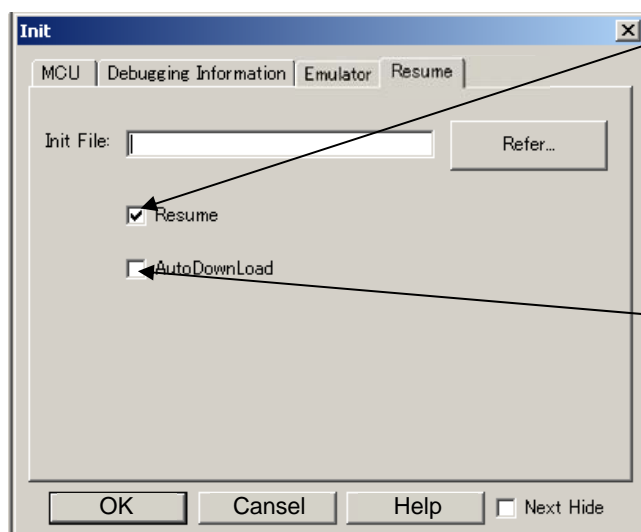 Init
MCU Debugging Information Emulator Resume
Init File: Refer...
Resume
AutoDownLoad
OK Cansel Help Next Hide